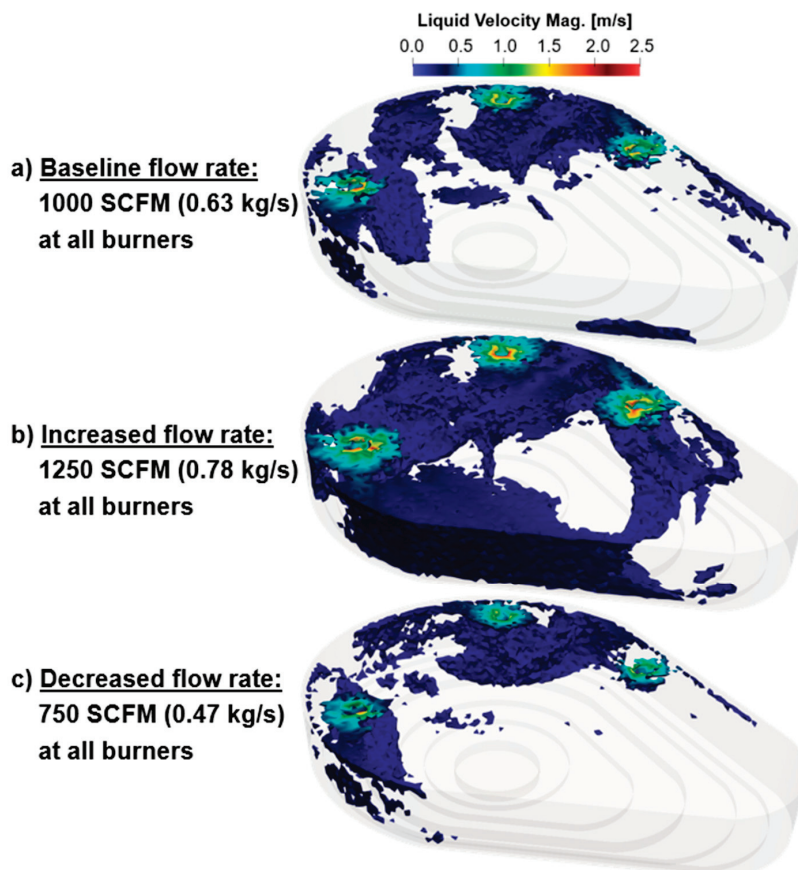 Liquid Velocity Mag. [m/s]
0.0 0.5 1.0 1.5 2.0 2.5
a) Baseline flow rate:
1000 SCFM (0.63 kg/s)
at all burners
b) Increased flow rate:
1250 SCFM (0.78 kg/s)
at all burners
c) Decreased flow rate:
750 SCFM (0.47 kg/s)
at all burners